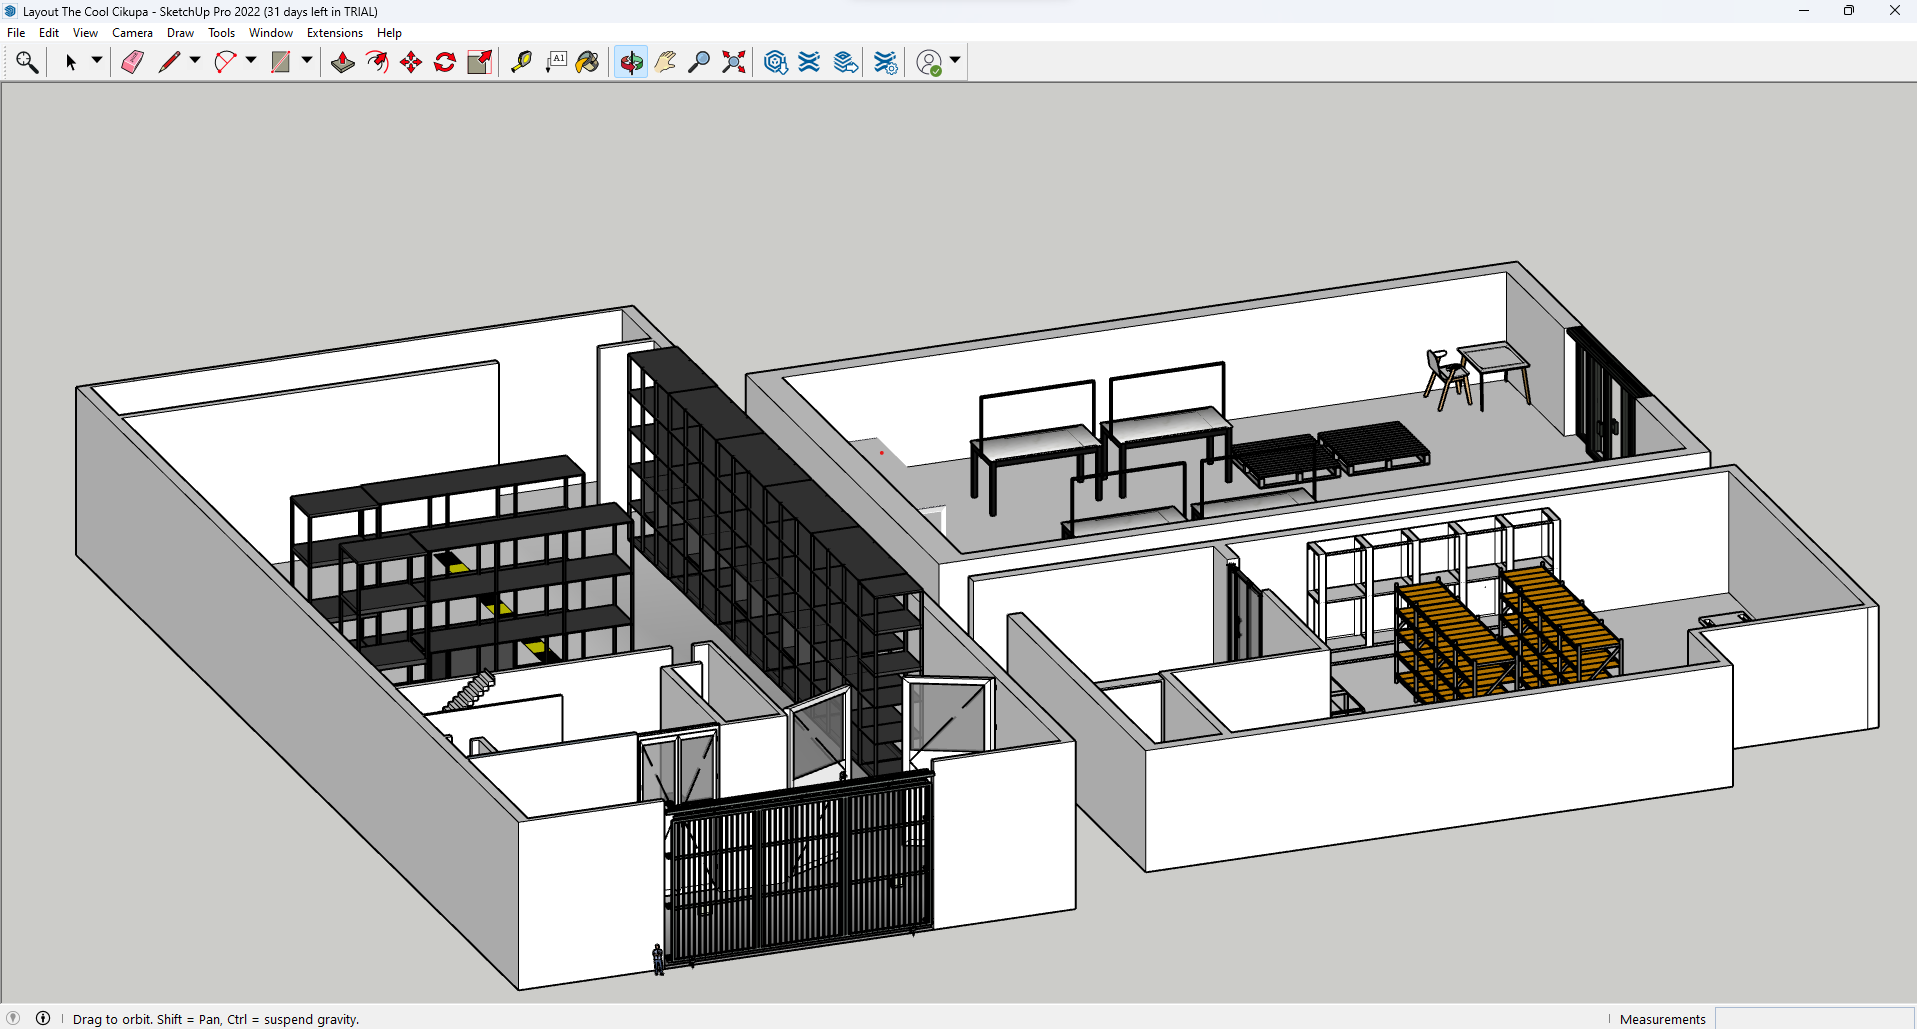 Layout The Cool Cikupa - SketchUp Pro 2022 (31 days left in TRIAL)
File Edit View Camera Draw Tools Window Extensions Help
A1
Drag to orbit. Shift = Pan, Ctrl = suspend gravity.
Measurements